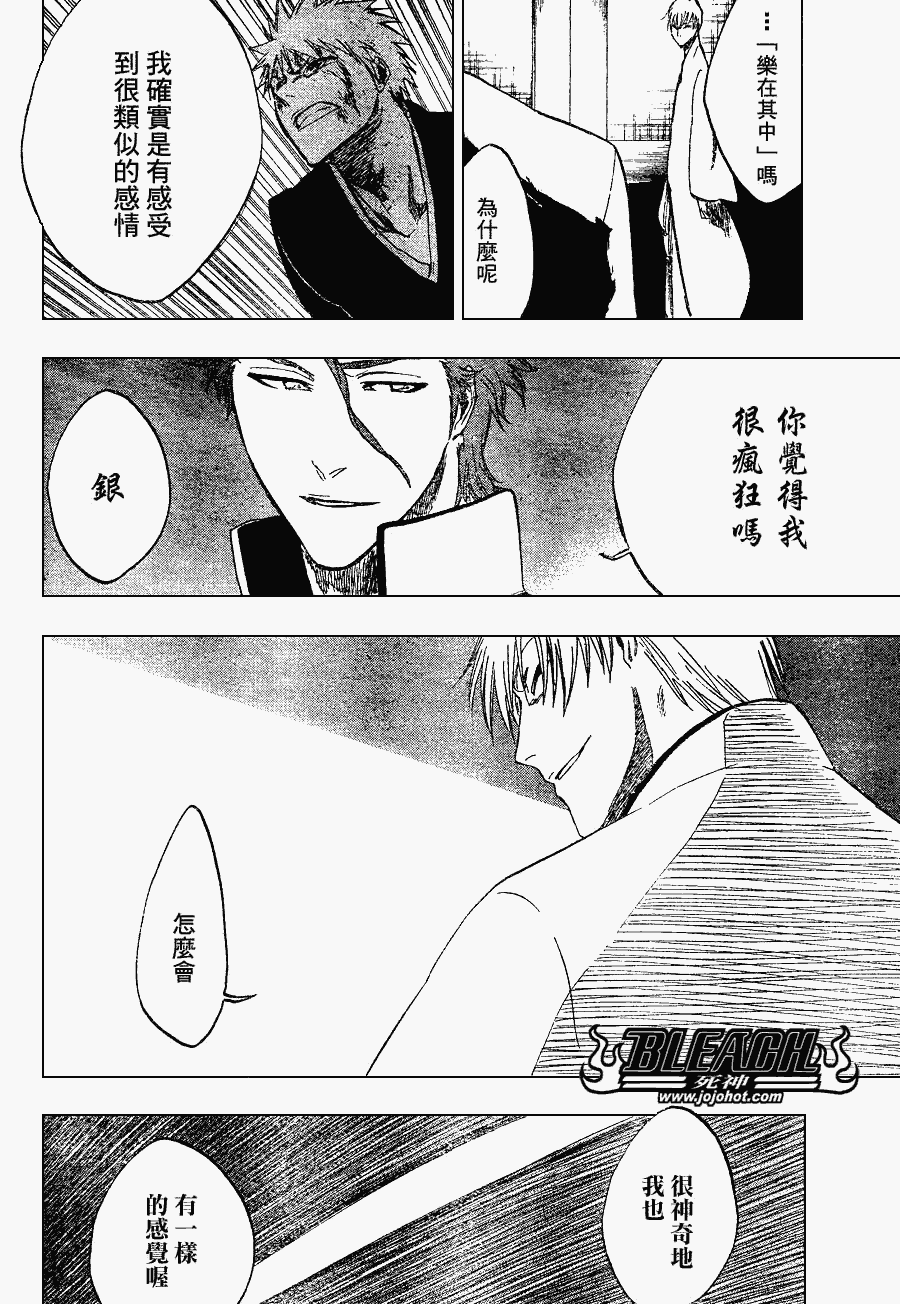 …「樂在其中」嗎
為什麼呢
我確實是有感受
到很類似的感情
你覺得我
很瘋狂嗎
銀
怎麼會
BLEACH
死神
www.jojohot.com
很神奇地
我也
有一樣
的感覺喔